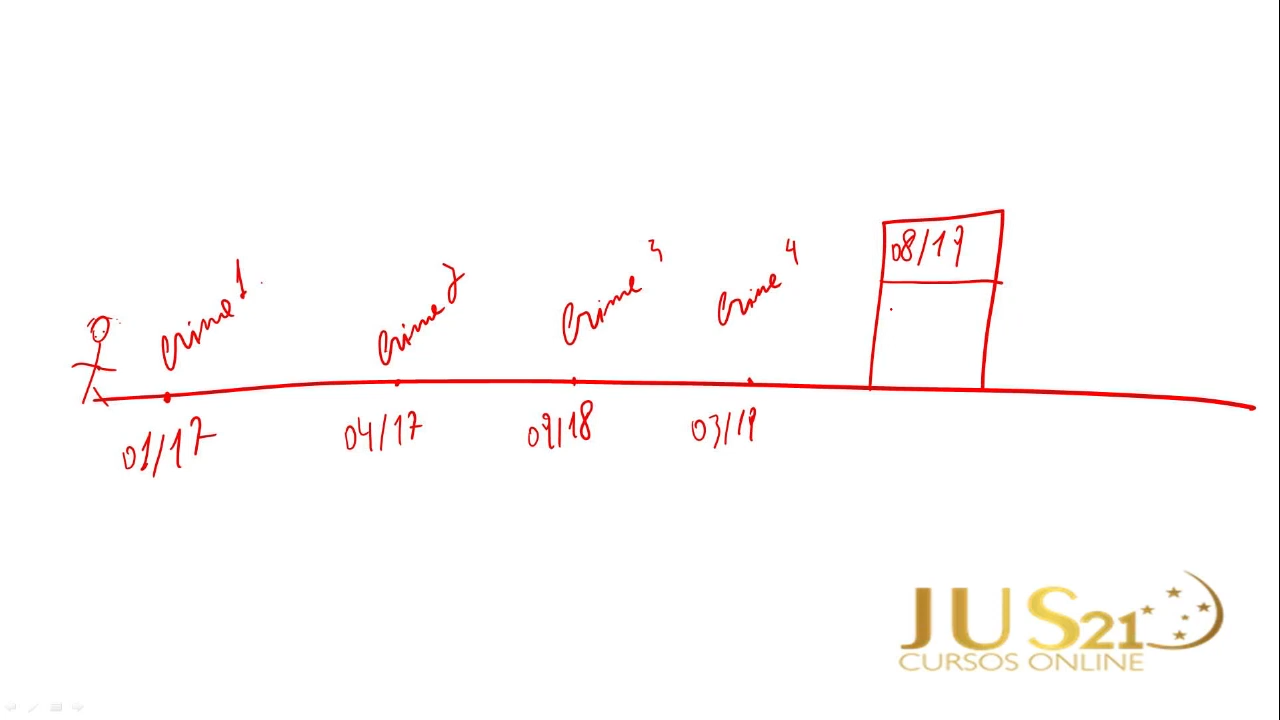 crime 1
crime 2
crime 3
crime 4
08/19
01/17
04/17
09/18
03/19
JUS21
CURSOS ONLINE